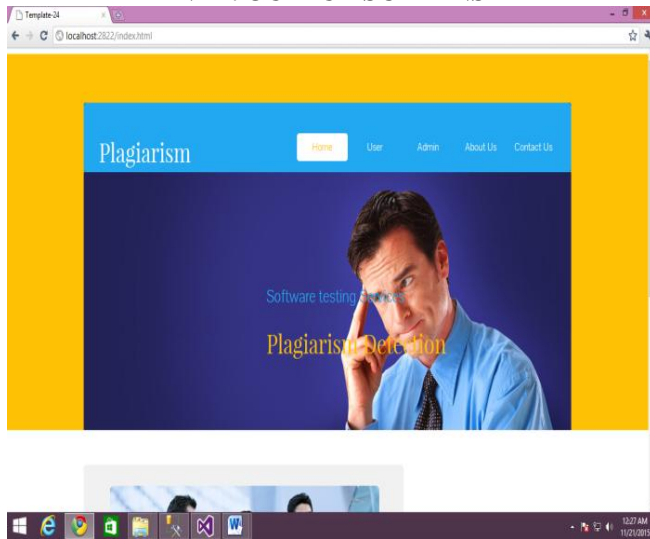 Template-24
localhost:2822/index.html
Plagiarism
Home User Admin About Us Contact Us
Software testing Services
Plagiarism Detection
12:27 AM
11/21/2015